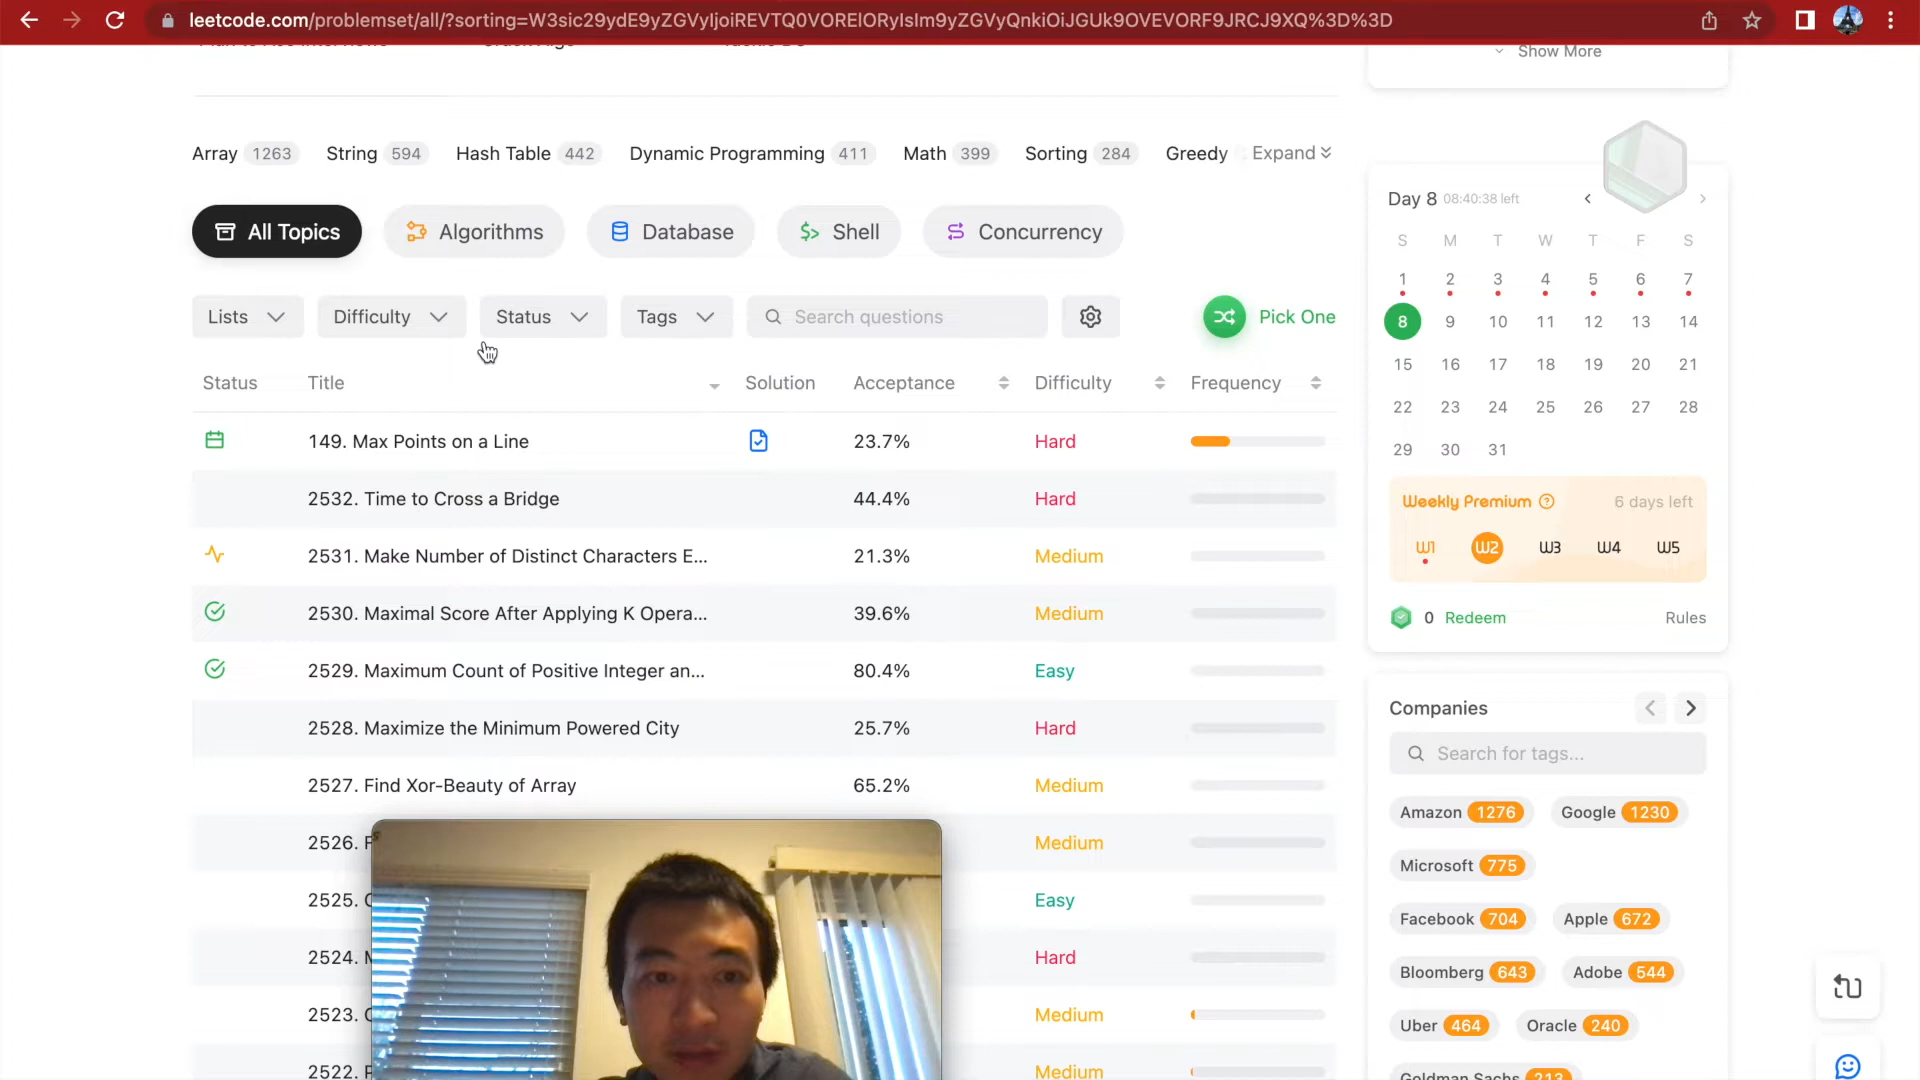 leetcode.com/problemset/all/?sorting=W3sic29ydE9yZGVyIjoiREVTQ0VORElORyIsIm9yZGVyQnkiOiJGUk9OVEVORF9JRCJ9XQ%3D%3D
Show More
Array 1263 String 594 Hash Table 442 Dynamic Programming 411 Math 399 Sorting 284 Greedy Expand
All Topics Algorithms Database Shell Concurrency
Lists Difficulty Status Tags Search questions Pick One
Status Title Solution Acceptance Difficulty Frequency
149. Max Points on a Line 23.7% Hard
2532. Time to Cross a Bridge 44.4% Hard
2531. Make Number of Distinct Characters E... 21.3% Medium
2530. Maximal Score After Applying K Opera... 39.6% Medium
2529. Maximum Count of Positive Integer an... 80.4% Easy
2528. Maximize the Minimum Powered City 25.7% Hard
2527. Find Xor-Beauty of Array 65.2% Medium
2526. Medium
2525. Easy
2524. Hard
2523. Medium
2522. Medium
Day 8 08:40:38 left
S M T W T F S
1 2 3 4 5 6 7
8 9 10 11 12 13 14
15 16 17 18 19 20 21
22 23 24 25 26 27 28
29 30 31
Weekly Premium ? 6 days left
W1 W2 W3 W4 W5
0 Redeem Rules
Companies
Search for tags...
Amazon 1276 Google 1230
Microsoft 775
Facebook 704 Apple 672
Bloomberg 643 Adobe 544
Uber 464 Oracle 240
Goldman Sachs 213